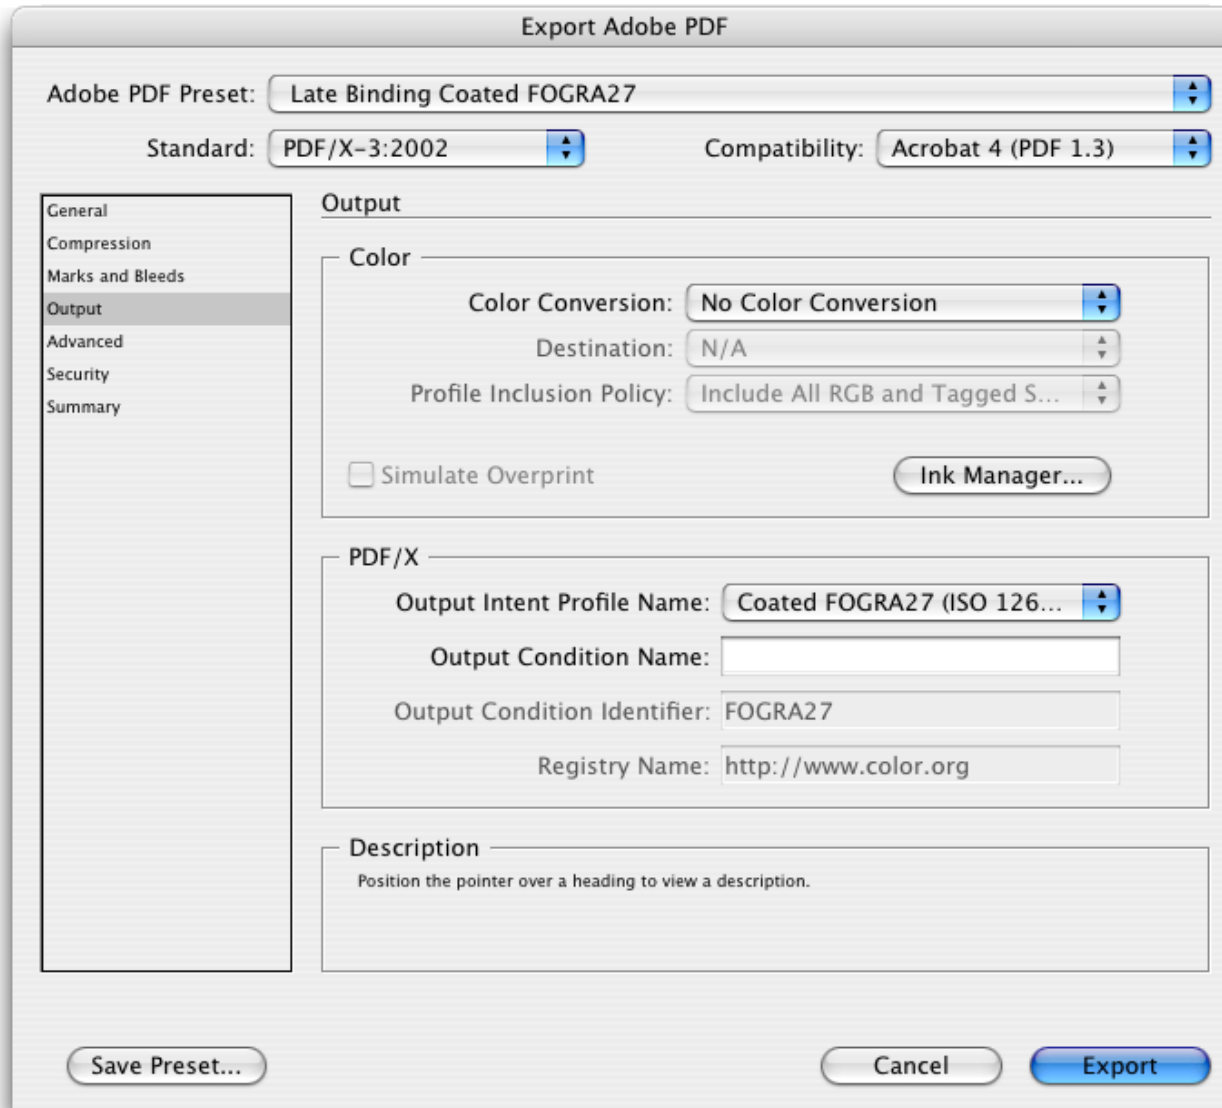 Export Adobe PDF
Adobe PDF Preset: Late Binding Coated FOGRA27
Standard: PDF/X-3:2002 Compatibility: Acrobat 4 (PDF 1.3)
General
Compression
Marks and Bleeds
Output
Advanced
Security
Summary
Output
Color
Color Conversion: No Color Conversion
Destination: N/A
Profile Inclusion Policy: Include All RGB and Tagged S...
Simulate Overprint Ink Manager...
PDF/X
Output Intent Profile Name: Coated FOGRA27 (ISO 126...
Output Condition Name:
Output Condition Identifier: FOGRA27
Registry Name: http://www.color.org
Description
Position the pointer over a heading to view a description.
Save Preset... Cancel Export